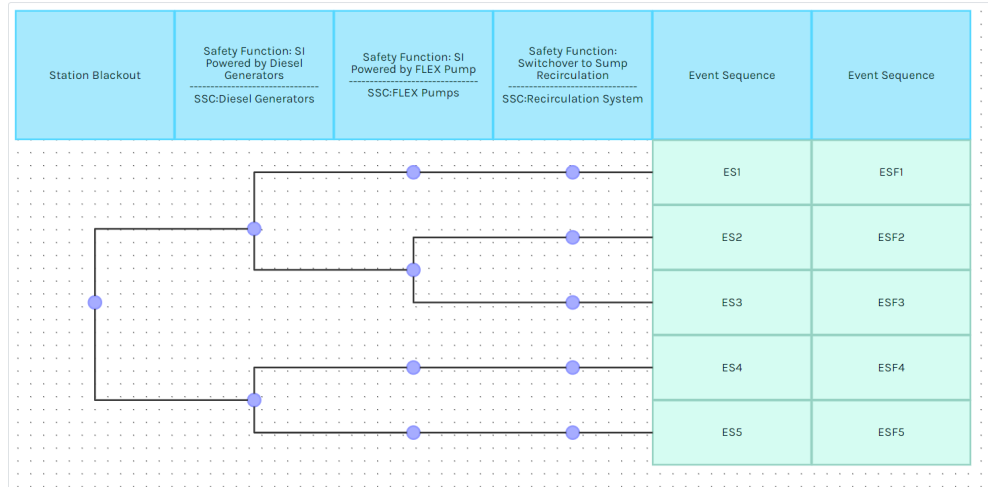 Station Blackout
Safety Function: SI
Powered by Diesel
Generators
------------------------------
SSC:Diesel Generators
Safety Function: SI
Powered by FLEX Pump
------------------------------
SSC:FLEX Pumps
Safety Function:
Switchover to Sump
Recirculation
------------------------------
SSC:Recirculation System
Event Sequence
Event Sequence
ES1
ESF1
ES2
ESF2
ES3
ESF3
ES4
ESF4
ES5
ESF5